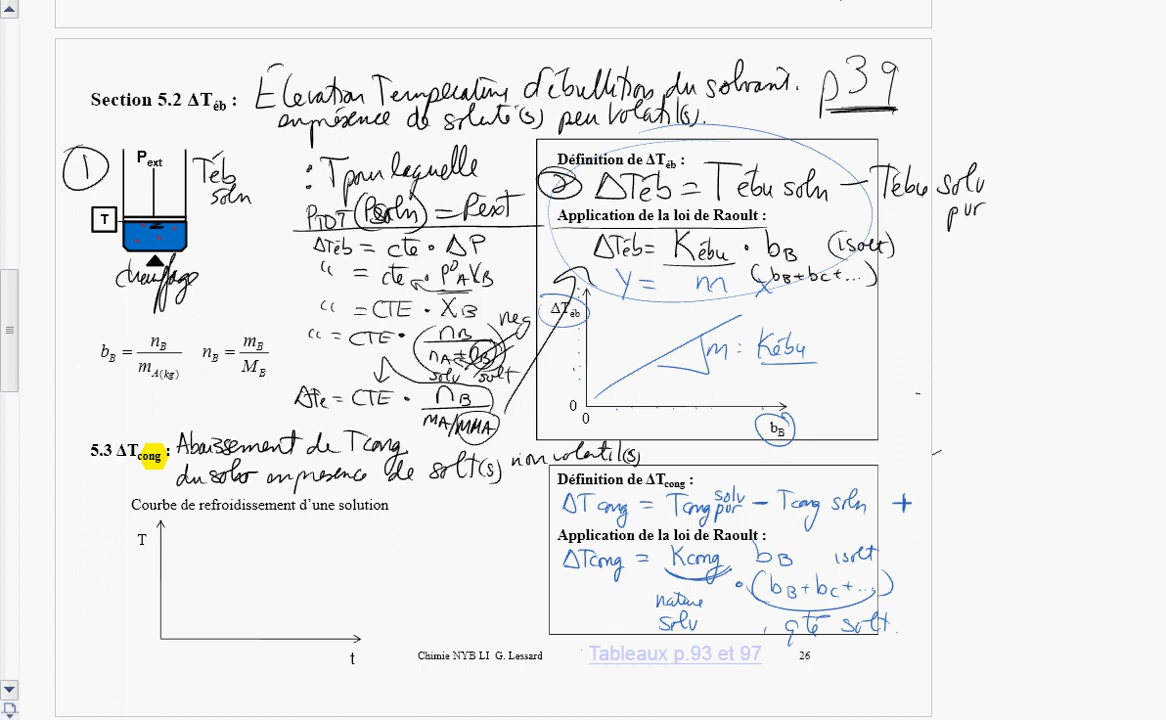 Section 5.2 ΔTéb : Élévation Température d'ébullition du solvant. p39
en présence de soluté(s) peu volatil(s).
① Pext Téb soln
T
chauffage
: T pour laquelle
PTOT (Psoln) = Pext
ΔTéb = cte · ΔP
" = cte · P°A XB
" = CTE · XB
" = CTE · (nB / nA + nB) neg
solv solt
ΔTe = CTE · nB / MA/MMA
bB = nB / mA(kg) nB = mB / MB
Définition de ΔTéb :
② ΔTéb = Tébu soln − Tébu solv pur
Application de la loi de Raoult :
ΔTéb = Kébu · bB (1solt)
(bB + bC + ...)
y = m x
ΔTéb
m : Kébu
0
0
bB
5.3 ΔTcong : Abaissement de Tcong
du solv en présence de solt(s) non volatil(s)
Courbe de refroidissement d'une solution
T
t
Définition de ΔTcong :
ΔTcong = Tcong solv pur − Tcong soln +
Application de la loi de Raoult :
ΔTcong = Kcong bB 1solt
· (bB + bC + ...)
nature
solv , qté solt.
Chimie NYB LI G. Lessard
Tableaux p.93 et 97
26